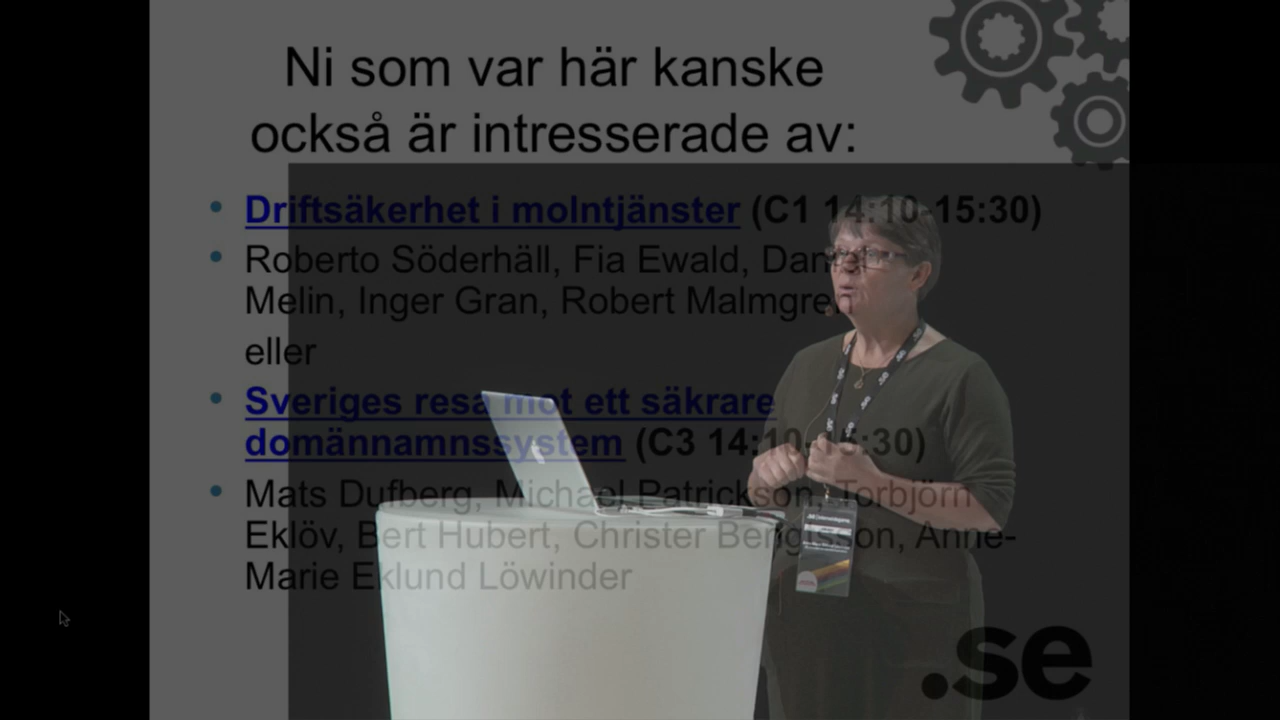 Ni som var här kanske
också är intresserade av:
Driftsäkerhet i molntjänster (C1 14:10-15:30)
Roberto Söderhäll, Fia Ewald,
Melin, Inger Gran, Robert
eller
Sveriges resa mot ett säkrare
domännamnssystem (C3 14:10-15:30)
Mats Dufberg, Michael Patrickson, Torbjörn
Eklöv, Bert Hubert, Christer Bengtsson, Anne-
Marie Eklund Löwinder
.se